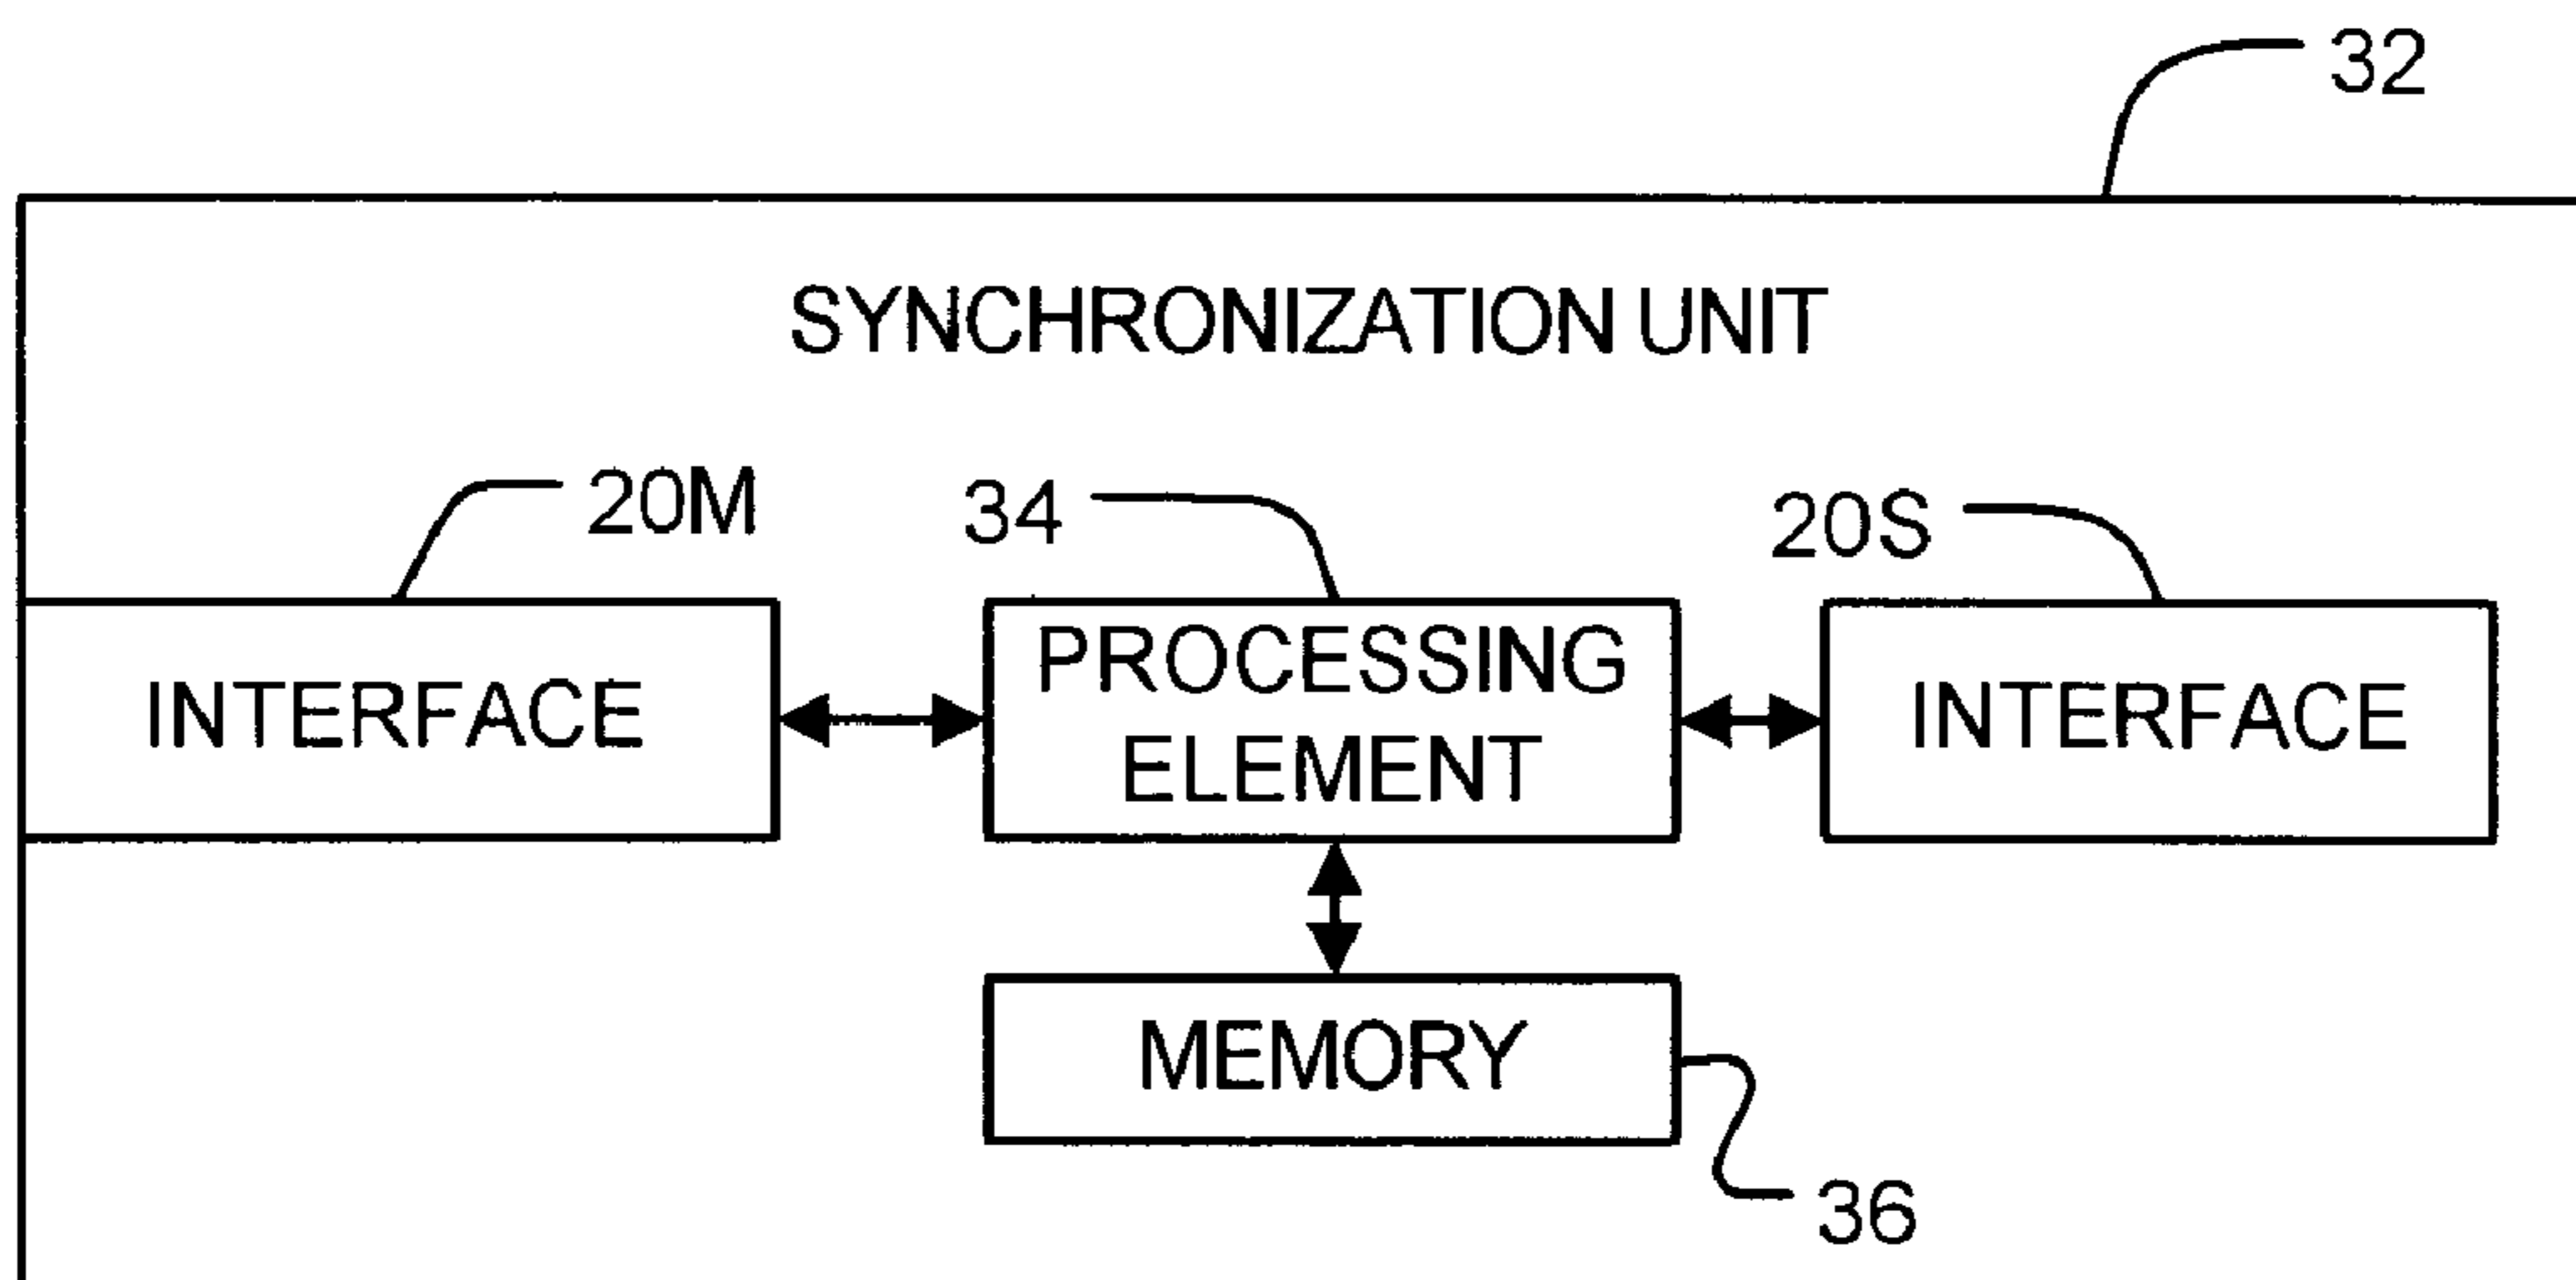 32
SYNCHRONIZATION UNIT
20M
34
20S
INTERFACE
PROCESSING
ELEMENT
INTERFACE
MEMORY
36